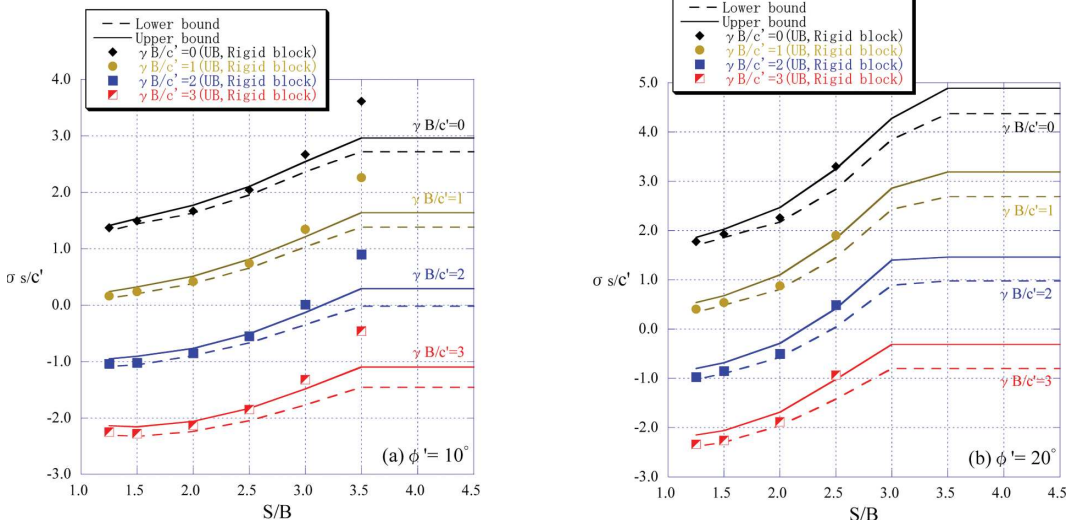 Lower bound
Upper bound
γ B/c'=0(UB,Rigid block)
γ B/c'=1(UB,Rigid block)
γ B/c'=2(UB,Rigid block)
γ B/c'=3(UB,Rigid block)
4.0
3.0
2.0
1.0
0.0
-1.0
-2.0
-3.0
σ s/c'
γ B/c'=0
γ B/c'=1
γ B/c'=2
γ B/c'=3
(a) ϕ '= 10°
1.0 1.5 2.0 2.5 3.0 3.5 4.0 4.5
S/B
Lower bound
Upper bound
γ B/c'=0(UB,Rigid block)
γ B/c'=1(UB,Rigid block)
γ B/c'=2(UB,Rigid block)
γ B/c'=3(UB,Rigid block)
5.0
4.0
3.0
2.0
1.0
0.0
-1.0
-2.0
-3.0
σ s/c'
γ B/c'=0
γ B/c'=1
γ B/c'=2
γ B/c'=3
(b) ϕ '= 20°
1.0 1.5 2.0 2.5 3.0 3.5 4.0 4.5
S/B